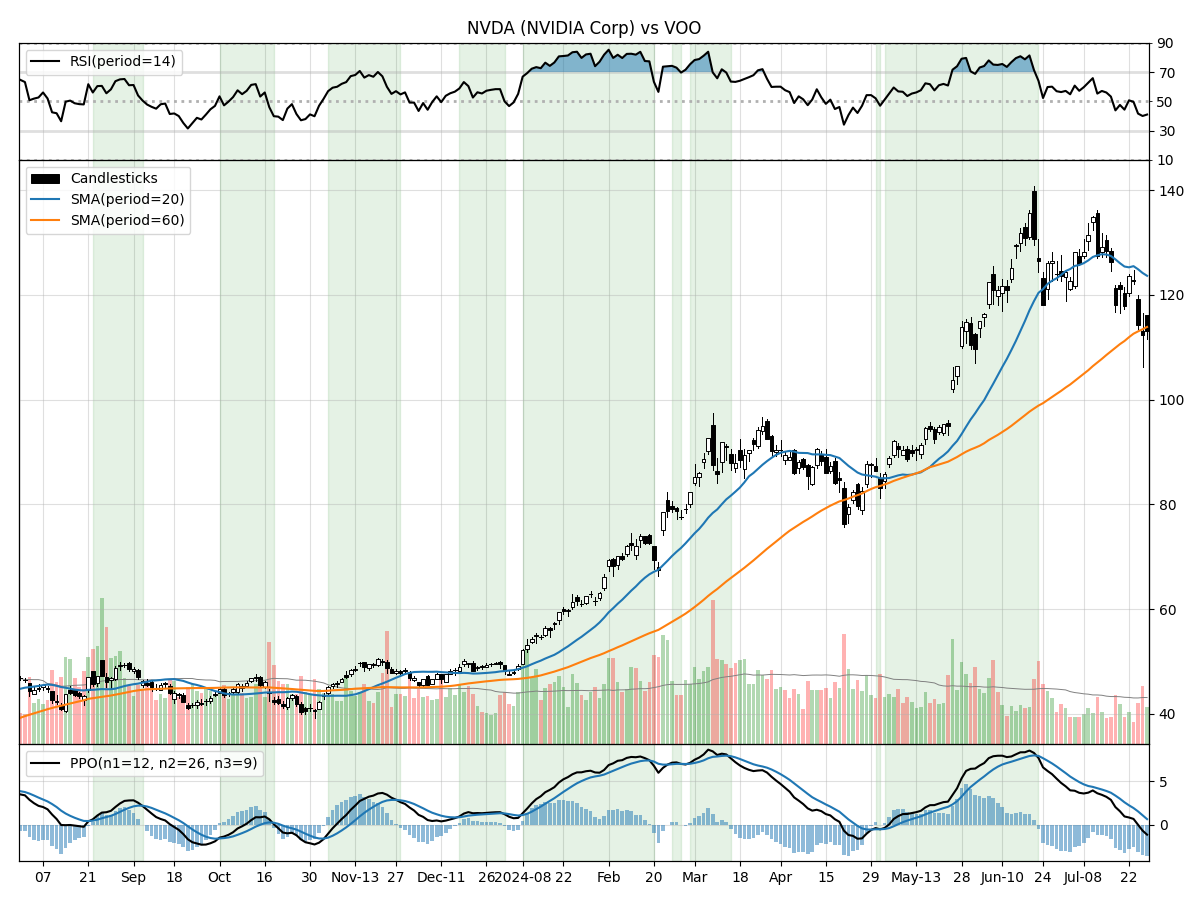 NVDA (NVIDIA Corp) vs VOO
RSI(period=14)
90
70
50
30
10
Candlesticks
SMA(period=20)
SMA(period=60)
140
120
100
80
60
40
PPO(n1=12, n2=26, n3=9)
5
0
07 21 Sep 18 Oct 16 30 Nov-13 27 Dec-11 26 2024-08 22 Feb 20 Mar 18 Apr 15 29 May-13 28 Jun-10 24 Jul-08 22